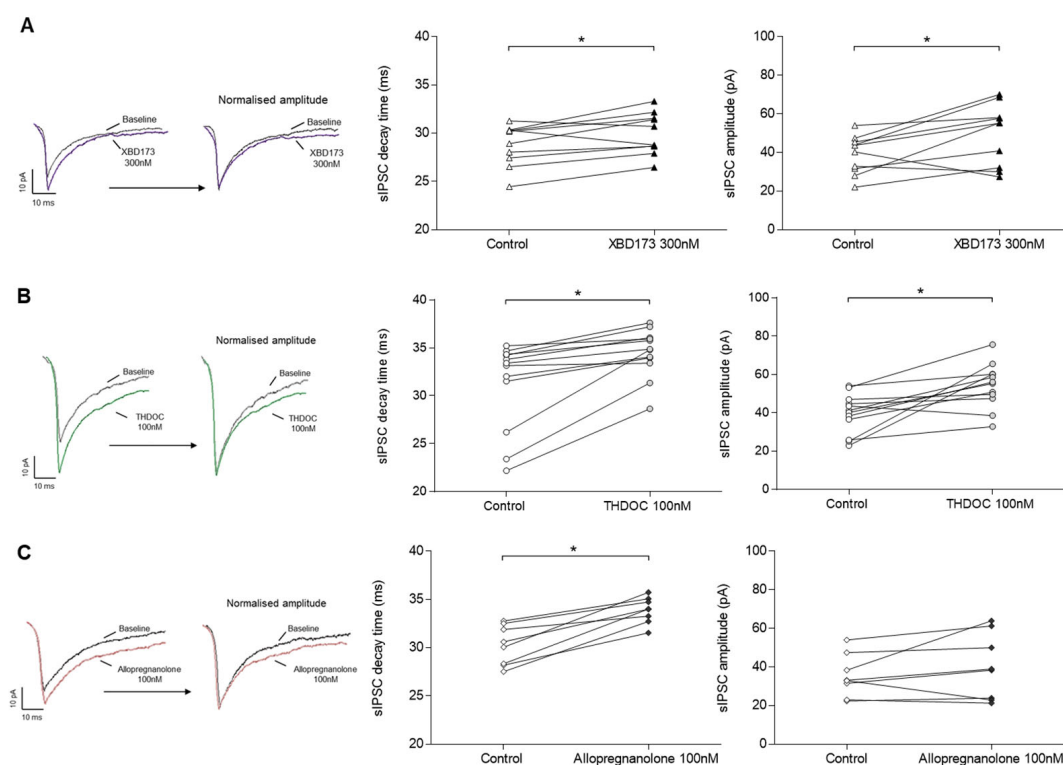 A
Normalised amplitude
Baseline
XBD173
300nM
10 pA
10 ms
Baseline
XBD173
300nM
sIPSC decay time (ms)
40
35
30
25
20
*
Control
XBD173 300nM
sIPSC amplitude (pA)
100
80
60
40
20
0
*
Control
XBD173 300nM
B
Normalised amplitude
Baseline
THDOC
100nM
10 pA
10 ms
Baseline
THDOC
100nM
sIPSC decay time (ms)
40
35
30
25
20
*
Control
THDOC 100nM
sIPSC amplitude (pA)
100
80
60
40
20
0
*
Control
THDOC 100nM
C
Normalised amplitude
Baseline
Allopregnanolone
100nM
10 pA
10 ms
Baseline
Allopregnanolone
100nM
sIPSC decay time (ms)
40
35
30
25
20
*
Control
Allopregnanolone 100nM
sIPSC amplitude (pA)
100
80
60
40
20
0
Control
Allopregnanolone 100nM